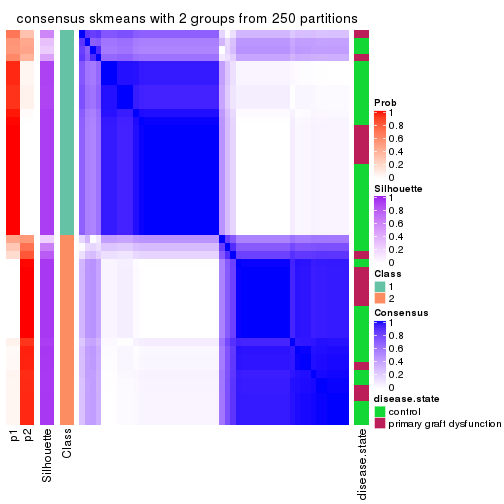 consensus skmeans with 2 groups from 250 partitions
Prob
1
0.8
0.6
0.4
0.2
0
Silhouette
1
0.8
0.6
0.4
0.2
0
Class
1
2
Consensus
1
0.8
0.6
0.4
0.2
0
disease.state
control
primary graft dysfunction
p1
p2
Silhouette
Class
disease.state